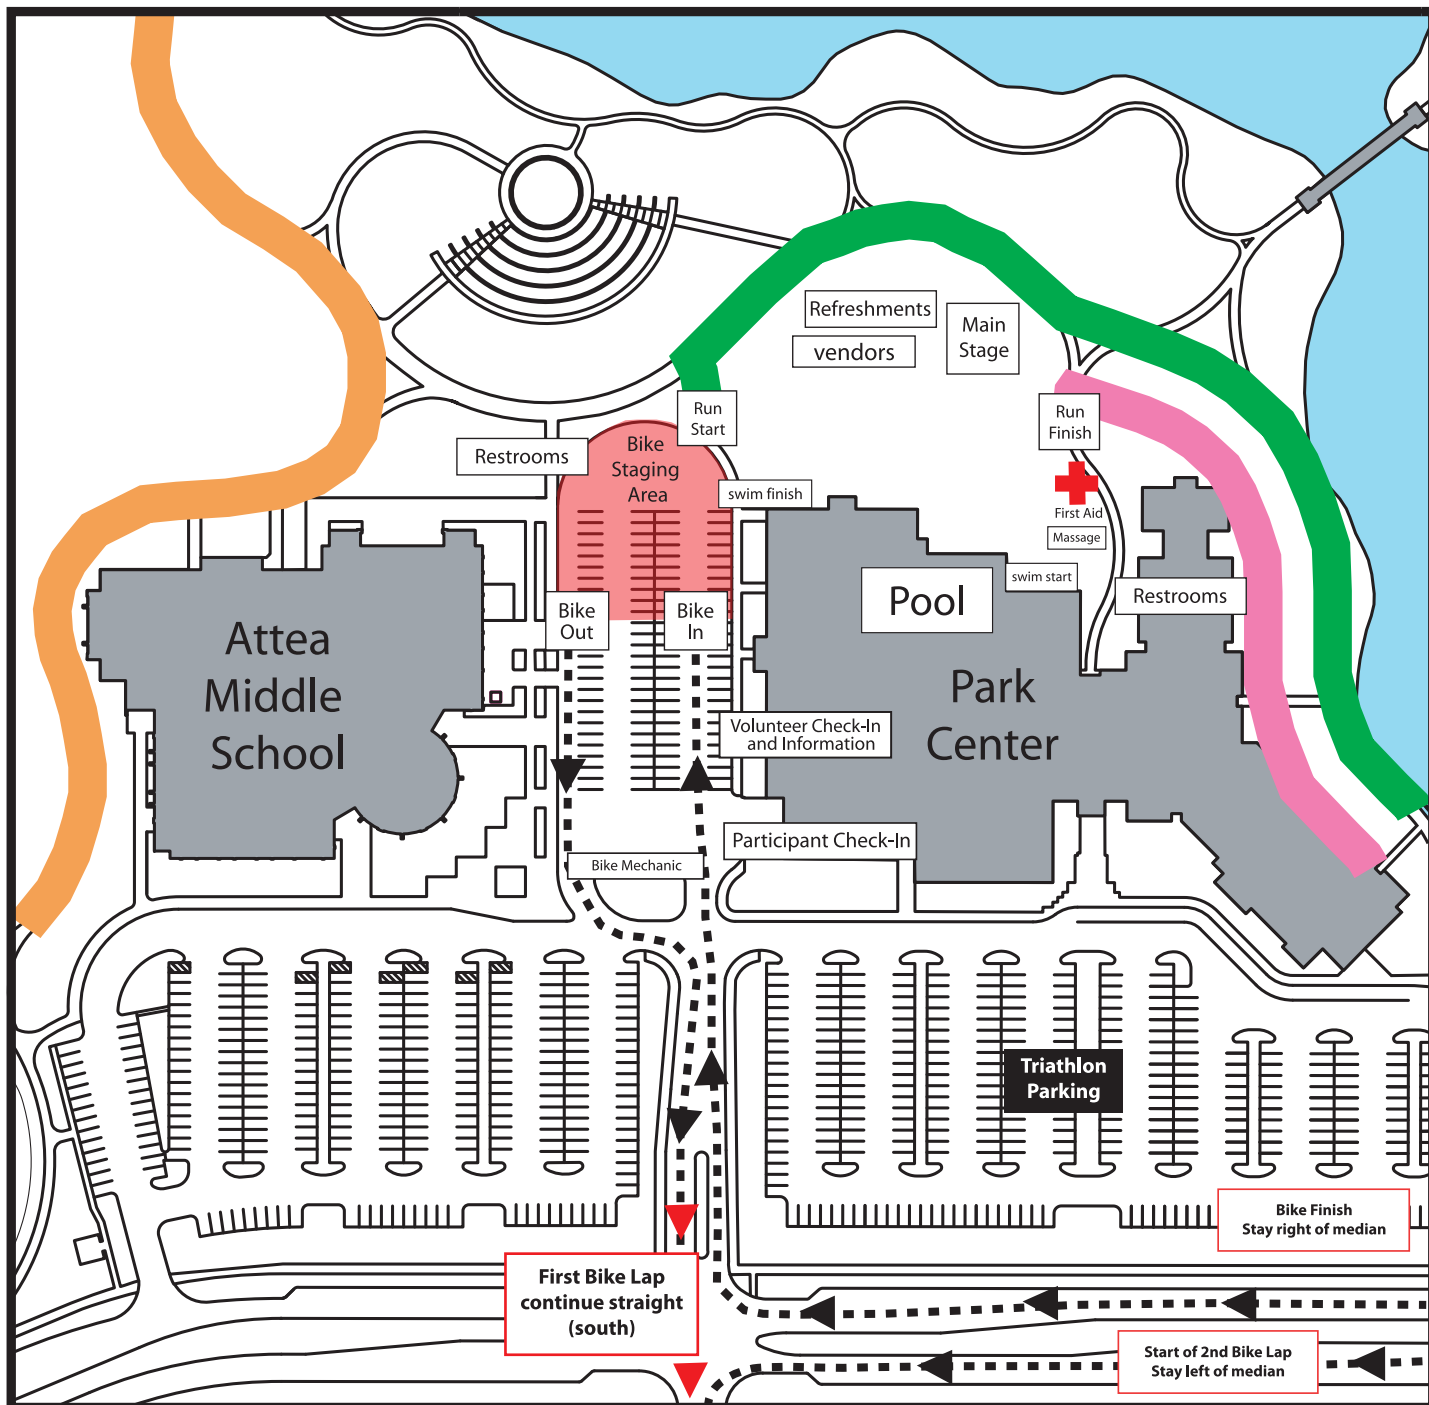 Refreshments
vendors
Main
Stage
Run
Start
Run
Finish
Restrooms
Bike
Staging
Area
swim finish
First Aid
Massage
swim start
Pool
Restrooms
Bike
Out
Bike
In
Attea
Middle
School
Park
Center
Volunteer Check-In
and Information
Participant Check-In
Bike Mechanic
Triathlon
Parking
Bike Finish
Stay right of median
First Bike Lap
continue straight
(south)
Start of 2nd Bike Lap
Stay left of median